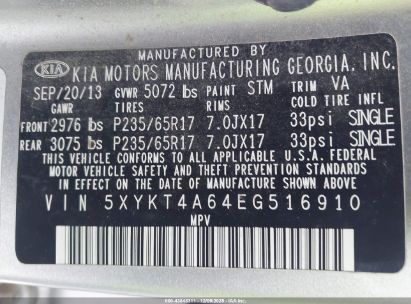 MANUFACTURED BY
KIA KIA MOTORS MANUFACTURING GEORGIA, INC.
SEP/20/13 GVWR 5072 lbs PAINT STM TRIM VA
GAWR TIRES RIMS COLD TIRE INFL
FRONT 2976 lbs P235/65R17 7.0JX17 33psi SINGLE
REAR 3075 lbs P235/65R17 7.0JX17 33psi SINGLE
THIS VEHICLE CONFORMS TO ALL APPLICABLE U.S. FEDERAL
MOTOR VEHICLE SAFETY AND THEFT PREVENTION STANDARDS
IN EFFECT ON THE DATE OF MANUFACTURE SHOWN ABOVE.
VIN 5XYKT4A64EG516910
MPV